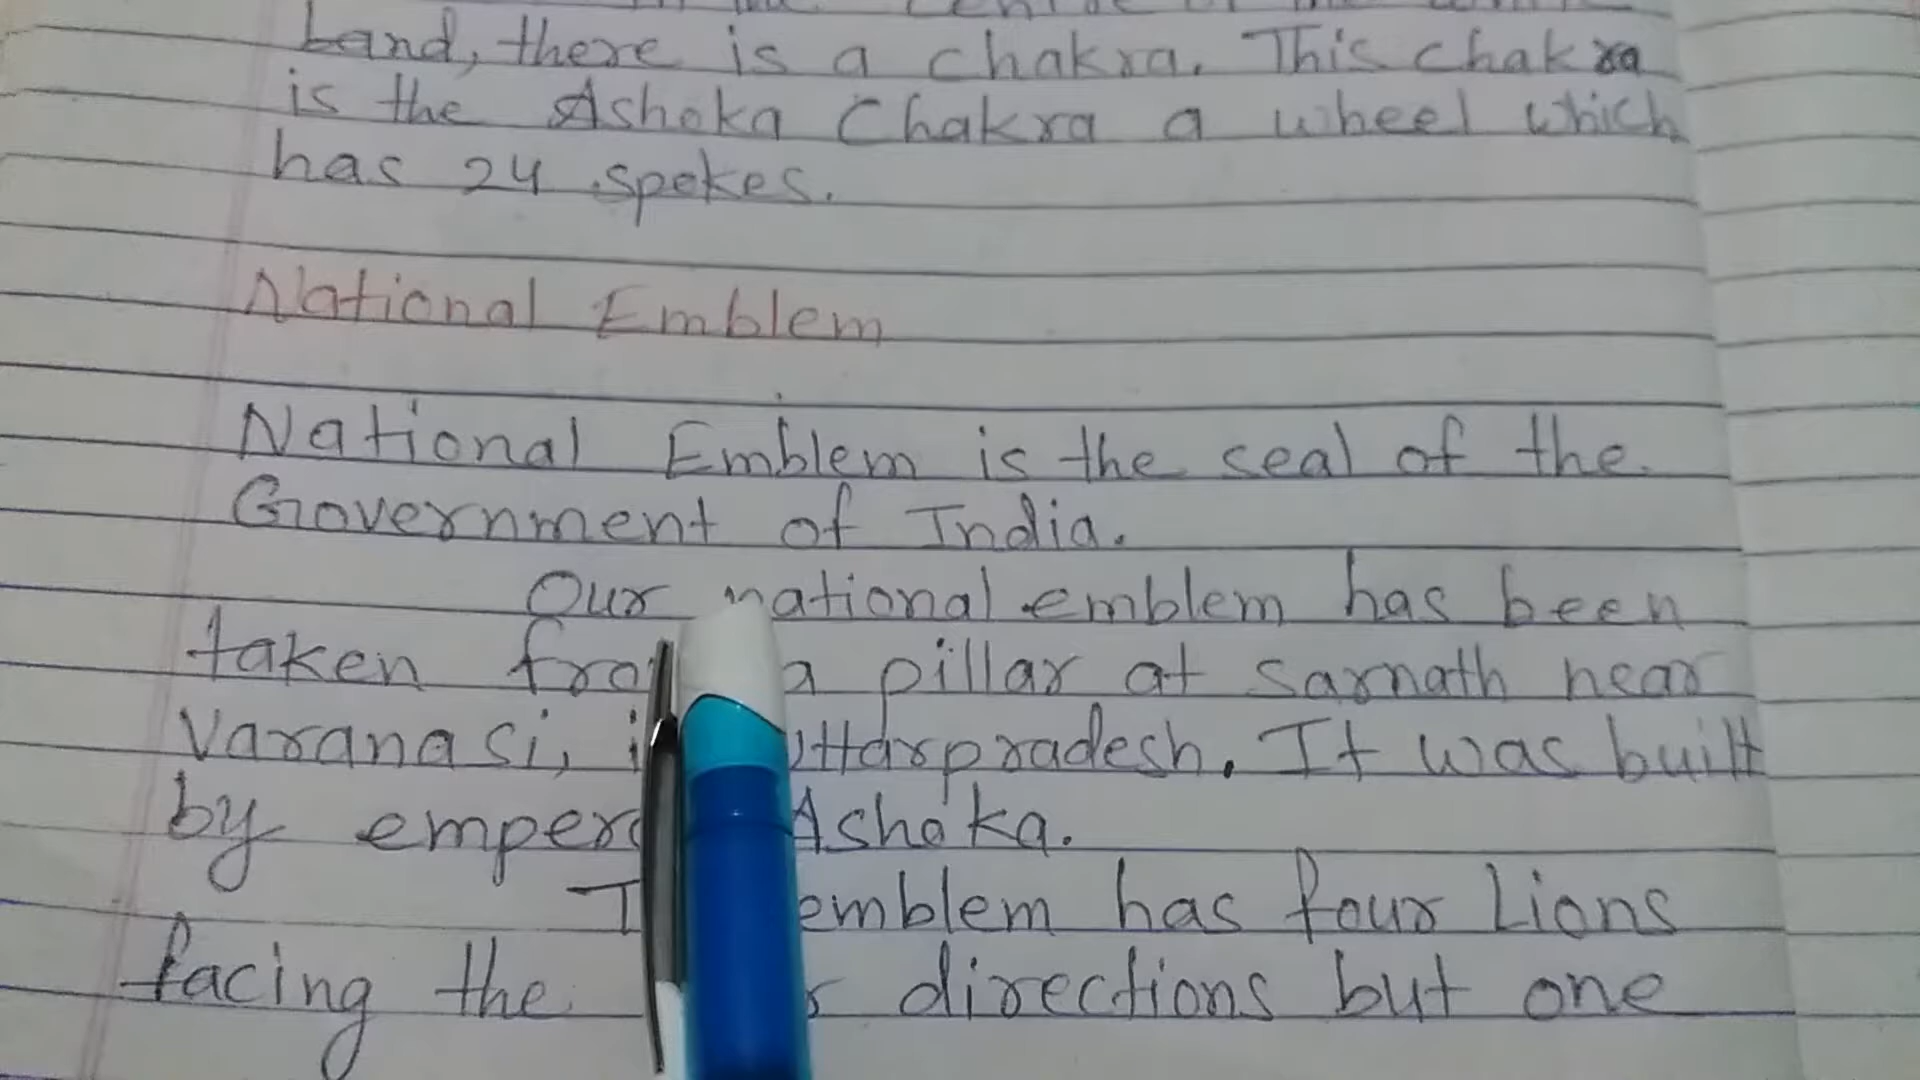 band, there is a chakra. This chakra
is the Ashoka Chakra a wheel which
has 24 spokes.
National Emblem
National Emblem is the seal of the
Government of India.
Our national emblem has been
taken a pillar at sarnath near
Varanasi, . It was built
by Ashoka.
emblem has four Lions
facing the directions but one